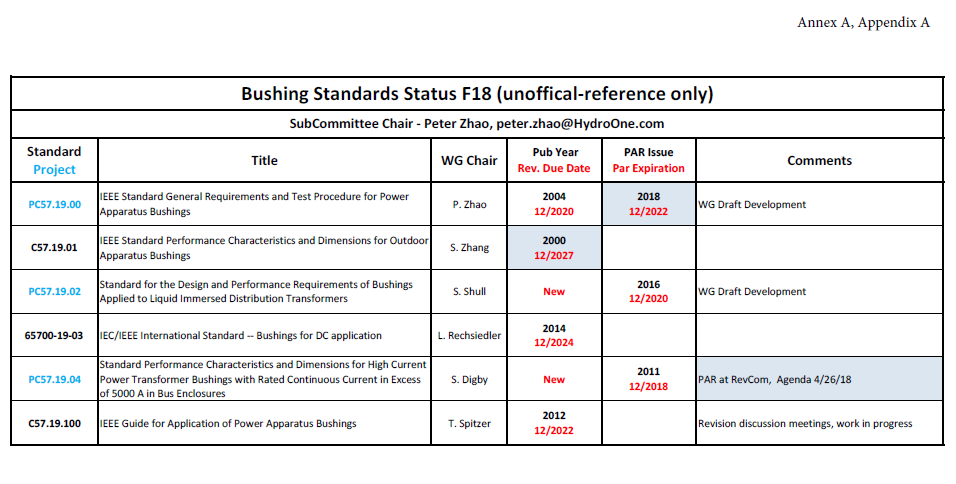 Annex A, Appendix A
Bushing Standards Status F18 (unoffical-reference only)
SubCommittee Chair - Peter Zhao, peter.zhao@HydroOne.com
Standard
Project
Title
WG Chair
Pub Year
Rev. Due Date
PAR Issue
Par Expiration
Comments
PC57.19.00
IEEE Standard General Requirements and Test Procedure for Power
Apparatus Bushings
P. Zhao
2004
12/2020
2018
12/2022
WG Draft Development
C57.19.01
IEEE Standard Performance Characteristics and Dimensions for Outdoor
Apparatus Bushings
S. Zhang
2000
12/2027
PC57.19.02
Standard for the Design and Performance Requirements of Bushings
Applied to Liquid Immersed Distribution Transformers
S. Shull
New
2016
12/2020
WG Draft Development
65700-19-03
IEC/IEEE International Standard -- Bushings for DC application
L. Rechsiedler
2014
12/2024
PC57.19.04
Standard Performance Characteristics and Dimensions for High Current
Power Transformer Bushings with Rated Continuous Current in Excess
of 5000 A in Bus Enclosures
S. Digby
New
2011
12/2018
PAR at RevCom, Agenda 4/26/18
C57.19.100
IEEE Guide for Application of Power Apparatus Bushings
T. Spitzer
2012
12/2022
Revision discussion meetings, work in progress